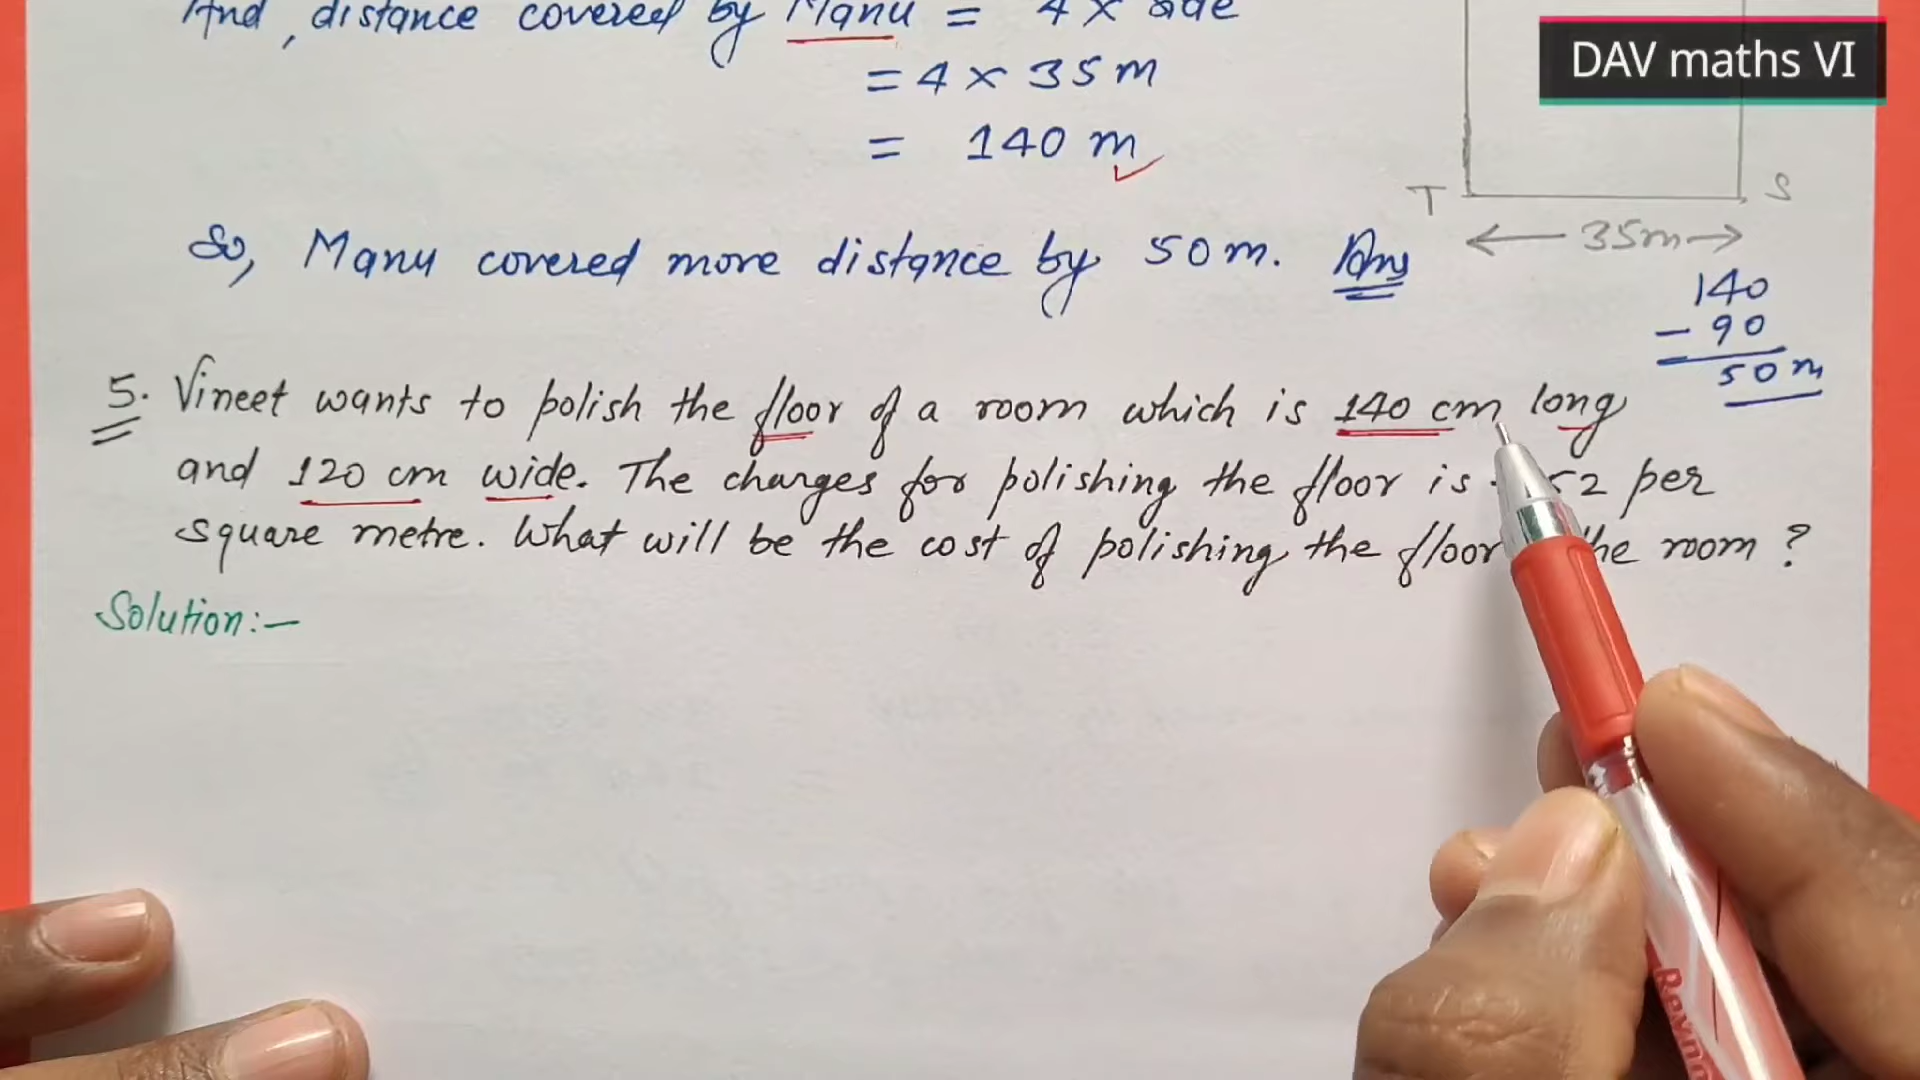 And, distance covered by Manu = 4 × side
DAV maths VI
= 4 × 35 m
= 140 m
T S
35m
So, Manu covered more distance by 50 m. Ans
140
- 90
50 m
5. Vineet wants to polish the floor of a room which is 140 cm long
and 120 cm wide. The charges for polishing the floor is 52 per
square metre. What will be the cost of polishing the floor the room ?
Solution:-